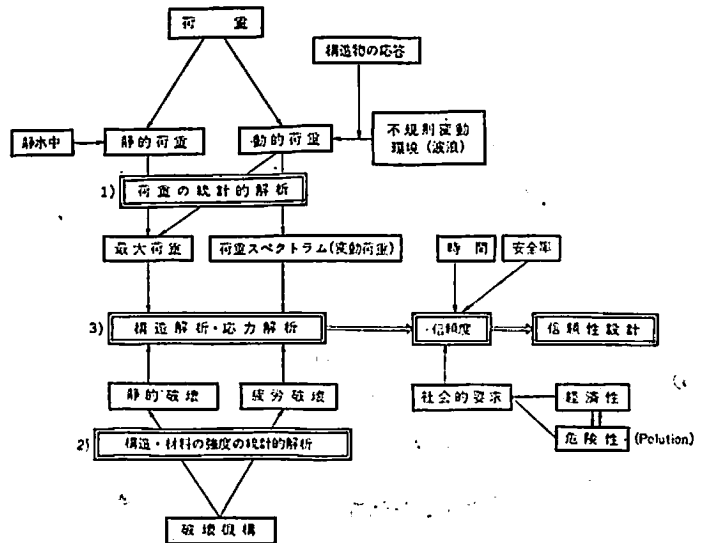 荷重
構造物の応答
静水中
静的荷重
動的荷重
不規則変動
環境(波浪)
1) 荷重の統計的解析
最大荷重
荷重スペクトラム(変動荷重)
時間
安全率
3) 構造解析・応力解析
信頼度
信頼性設計
静的破壊
疲労破壊
社会的要求
経済性
2) 構造・材料の強度の統計的解析
危険性 (Polution)
破壊機構